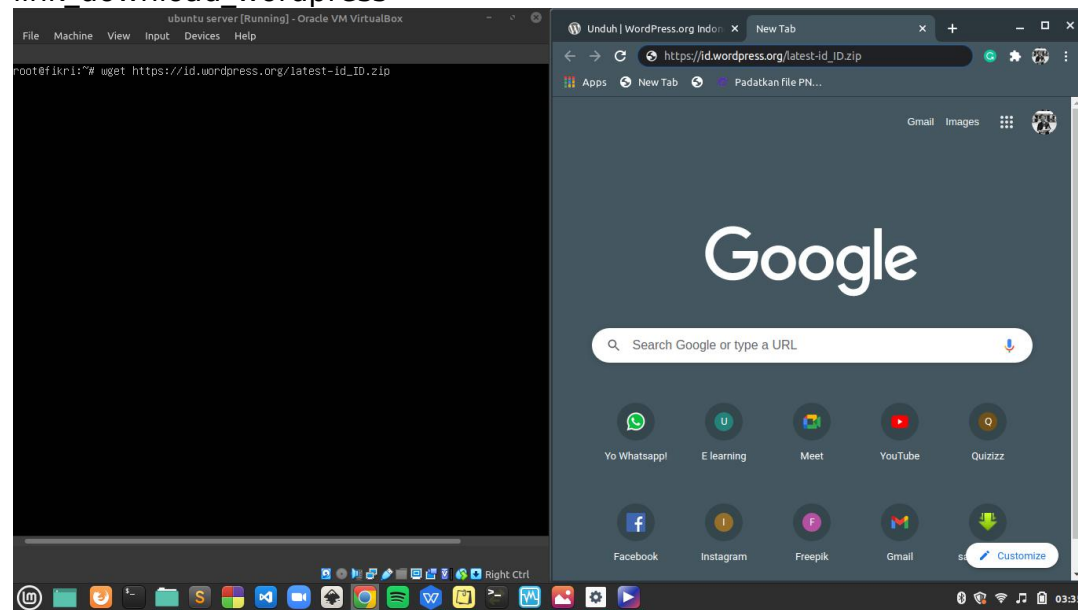 link_download_wordpress
ubuntu server [Running] - Oracle VM VirtualBox
File Machine View Input Devices Help
root@fikri:~# wget https://id.wordpress.org/latest-id_ID.zip
Right Ctrl
Unduh | WordPress.org Indon
New Tab
https://id.wordpress.org/latest-id_ID.zip
Apps New Tab Padatkan file PN...
Gmail Images
Google
Search Google or type a URL
U Q
Yo Whatsapp! E learning Meet YouTube Quizizz
I F
Facebook Instagram Freepik Gmail
Customize